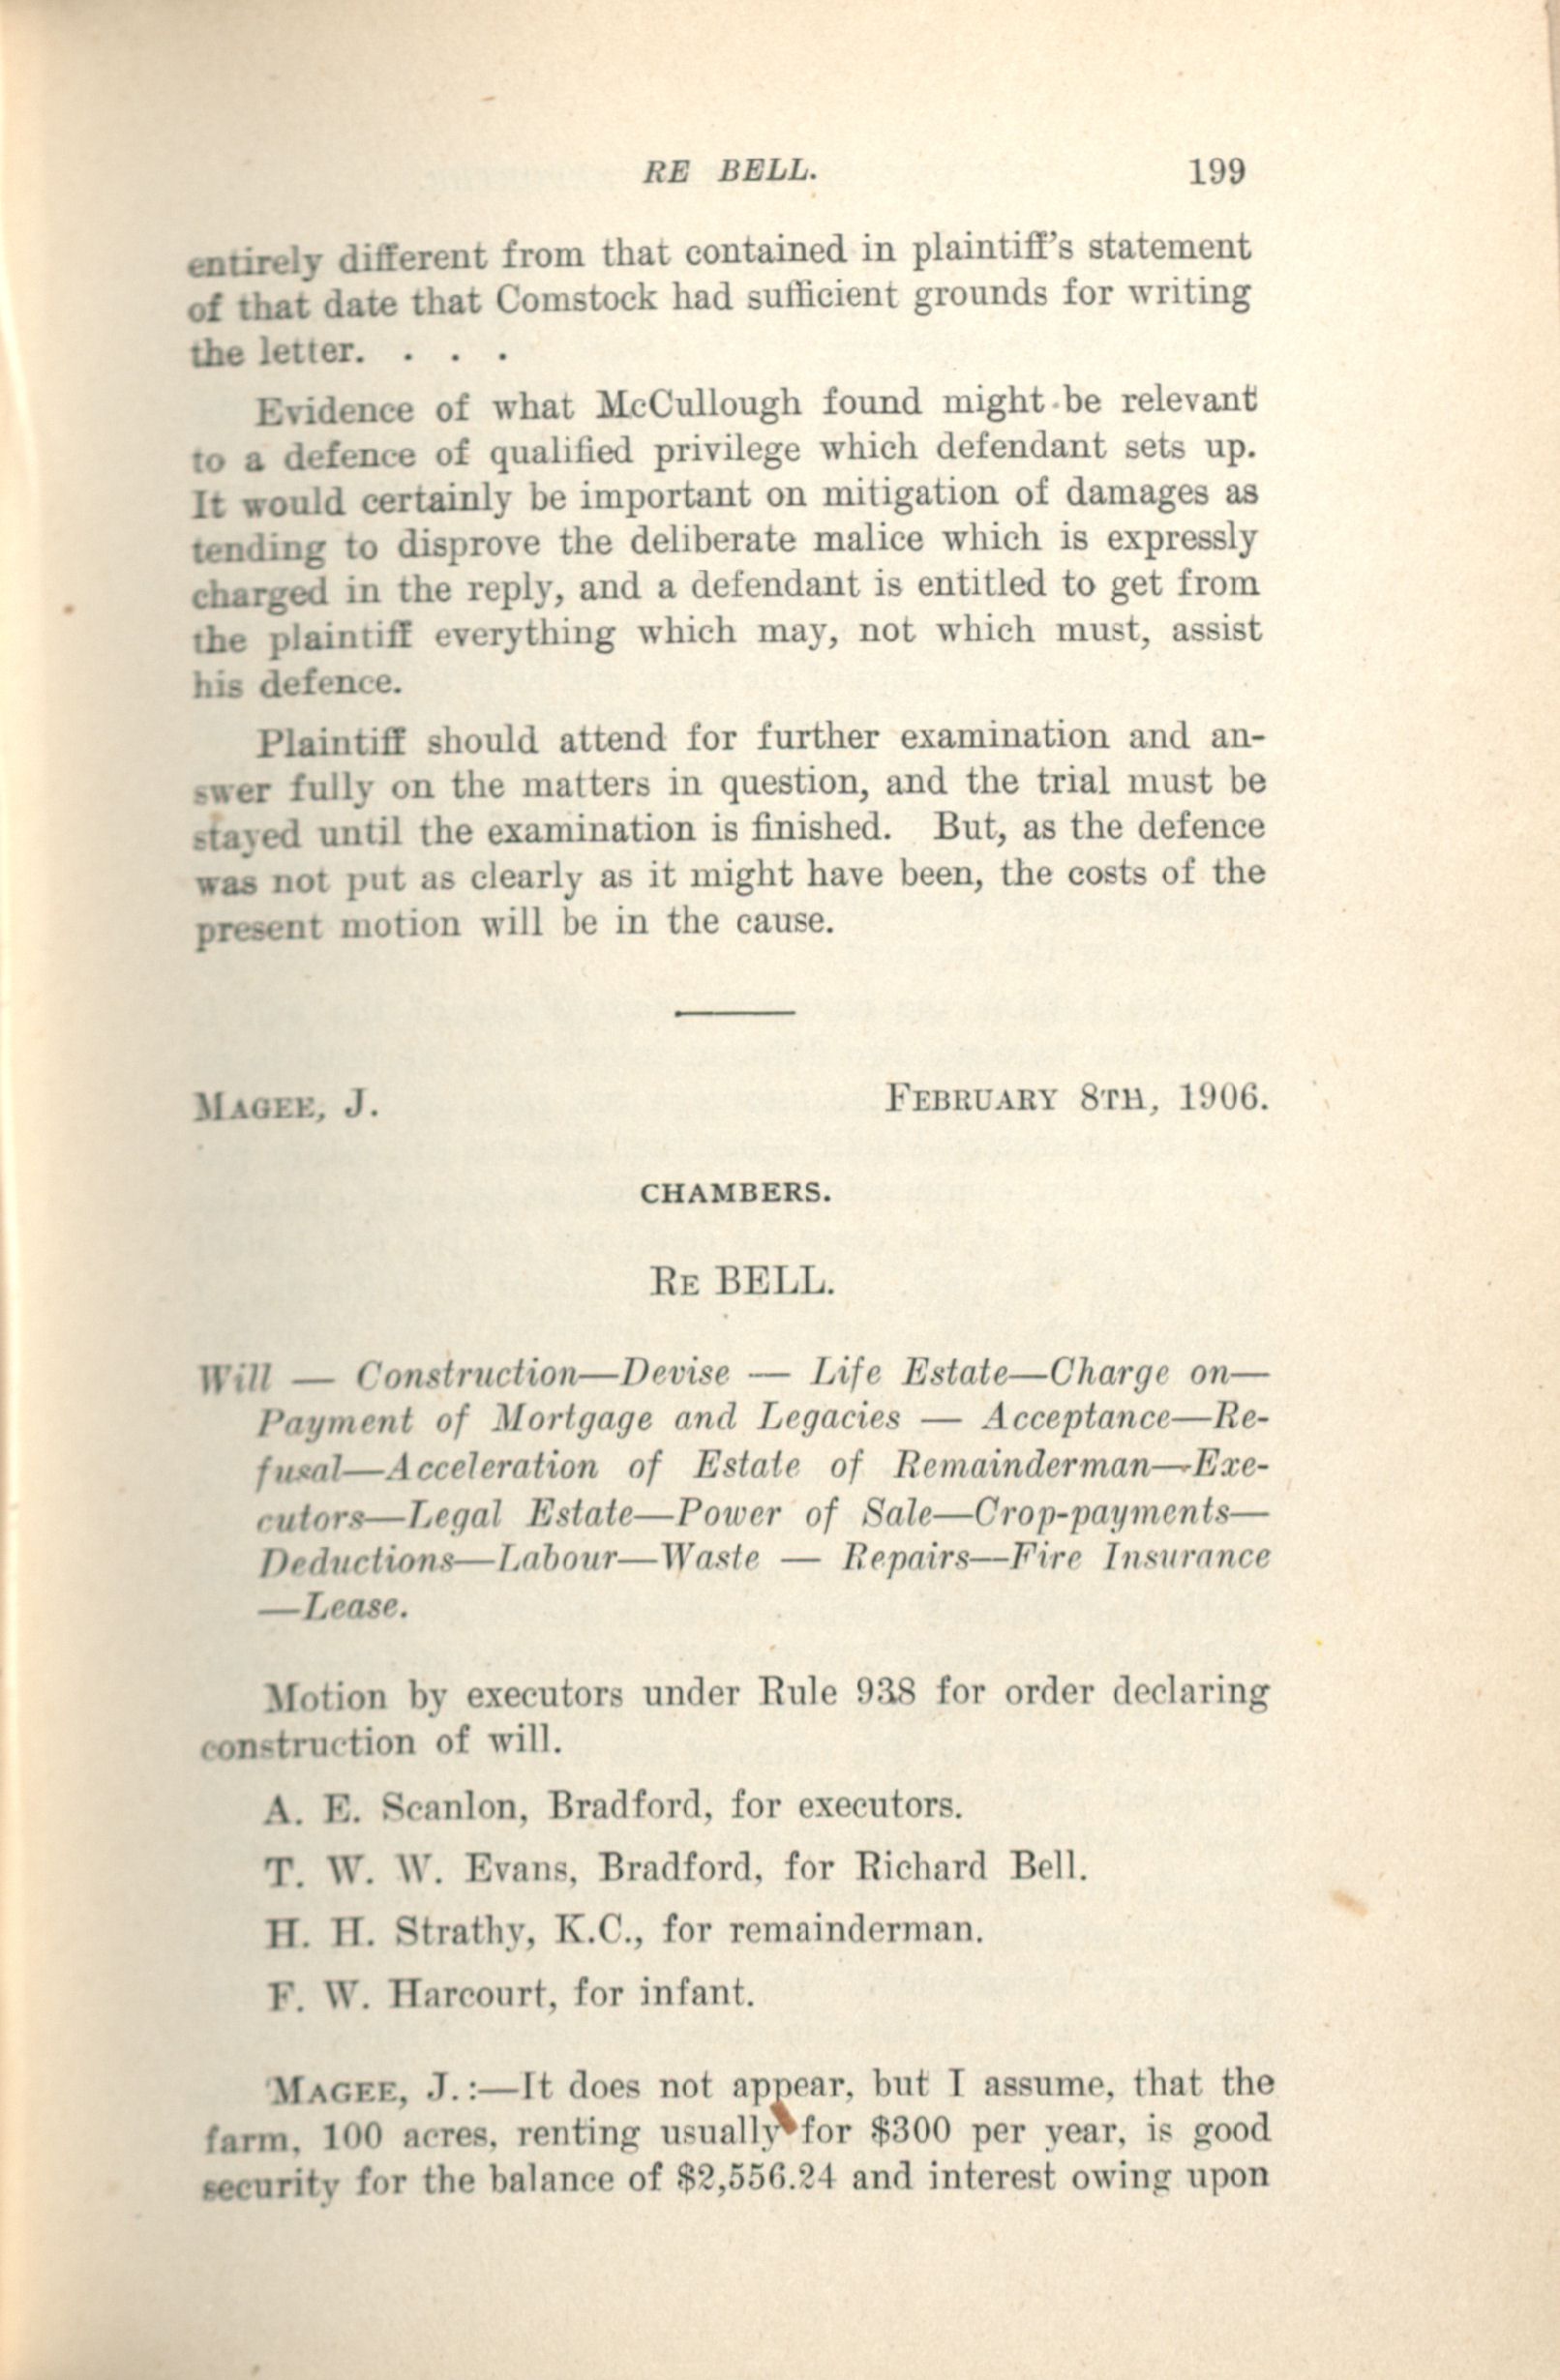 RE BELL. 199
entirely different from that contained in plaintiff's statement
of that date that Comstock had sufficient grounds for writing
the letter. . . .
Evidence of what McCullough found might be relevant
to a defence of qualified privilege which defendant sets up.
It would certainly be important on mitigation of damages as
tending to disprove the deliberate malice which is expressly
charged in the reply, and a defendant is entitled to get from
the plaintiff everything which may, not which must, assist
his defence.
Plaintiff should attend for further examination and an-
swer fully on the matters in question, and the trial must be
stayed until the examination is finished. But, as the defence
was not put as clearly as it might have been, the costs of the
present motion will be in the cause.
MAGEE, J. FEBRUARY 8TH, 1906.
CHAMBERS.
RE BELL.
Will — Construction—Devise — Life Estate—Charge on—
Payment of Mortgage and Legacies — Acceptance—Re-
fusal—Acceleration of Estate of Remainderman—Exe-
cutors—Legal Estate—Power of Sale—Crop-payments—
Deductions—Labour—Waste — Repairs—Fire Insurance
—Lease.
Motion by executors under Rule 938 for order declaring
construction of will.
A. E. Scanlon, Bradford, for executors.
T. W. W. Evans, Bradford, for Richard Bell.
H. H. Strathy, K.C., for remainderman.
F. W. Harcourt, for infant.
MAGEE, J.:—It does not appear, but I assume, that the
farm, 100 acres, renting usually for $300 per year, is good
security for the balance of $2,556.24 and interest owing upon